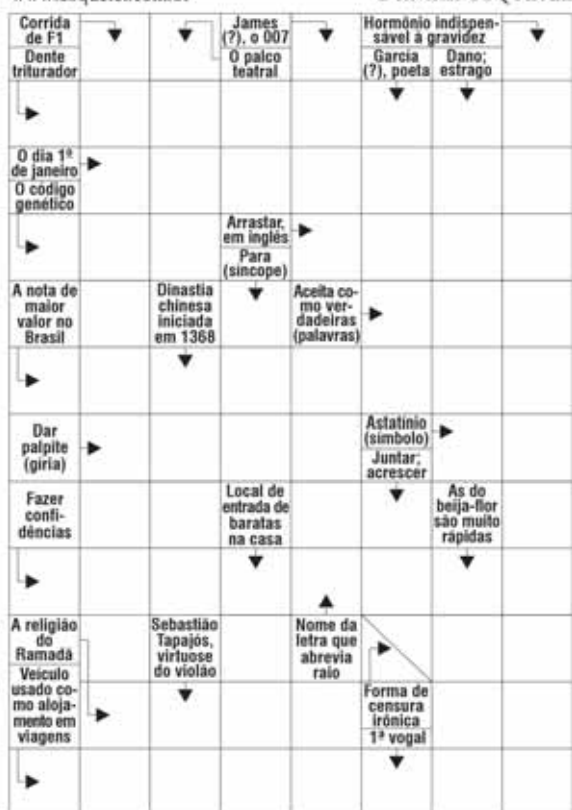 Corrida
de F1
Dente
triturador
James
(?), o 007
O palco
teatral
Hormônio indispen-
sável à gravidez
García
(?), poeta
Dano;
estrago
O dia 1º
de janeiro
O código
genético
Arrastar,
em inglês
Para
(síncope)
A nota de
maior
valor no
Brasil
Dinastia
chinesa
iniciada
em 1368
Aceita co-
mo ver-
dadeiras
(palavras)
Dar
palpite
(gíria)
Astatínio
(símbolo)
Juntar;
acrescer
Fazer
confi-
dências
Local de
entrada de
baratas
na casa
As do
beija-flor
são muito
rápidas
A religião
do
Ramadã
Veículo
usado co-
mo aloja-
mento em
viagens
Sebastião
Tapajós,
virtuose
do violão
Nome da
letra que
abrevia
raio
Forma de
censura
irônica
1ª vogal